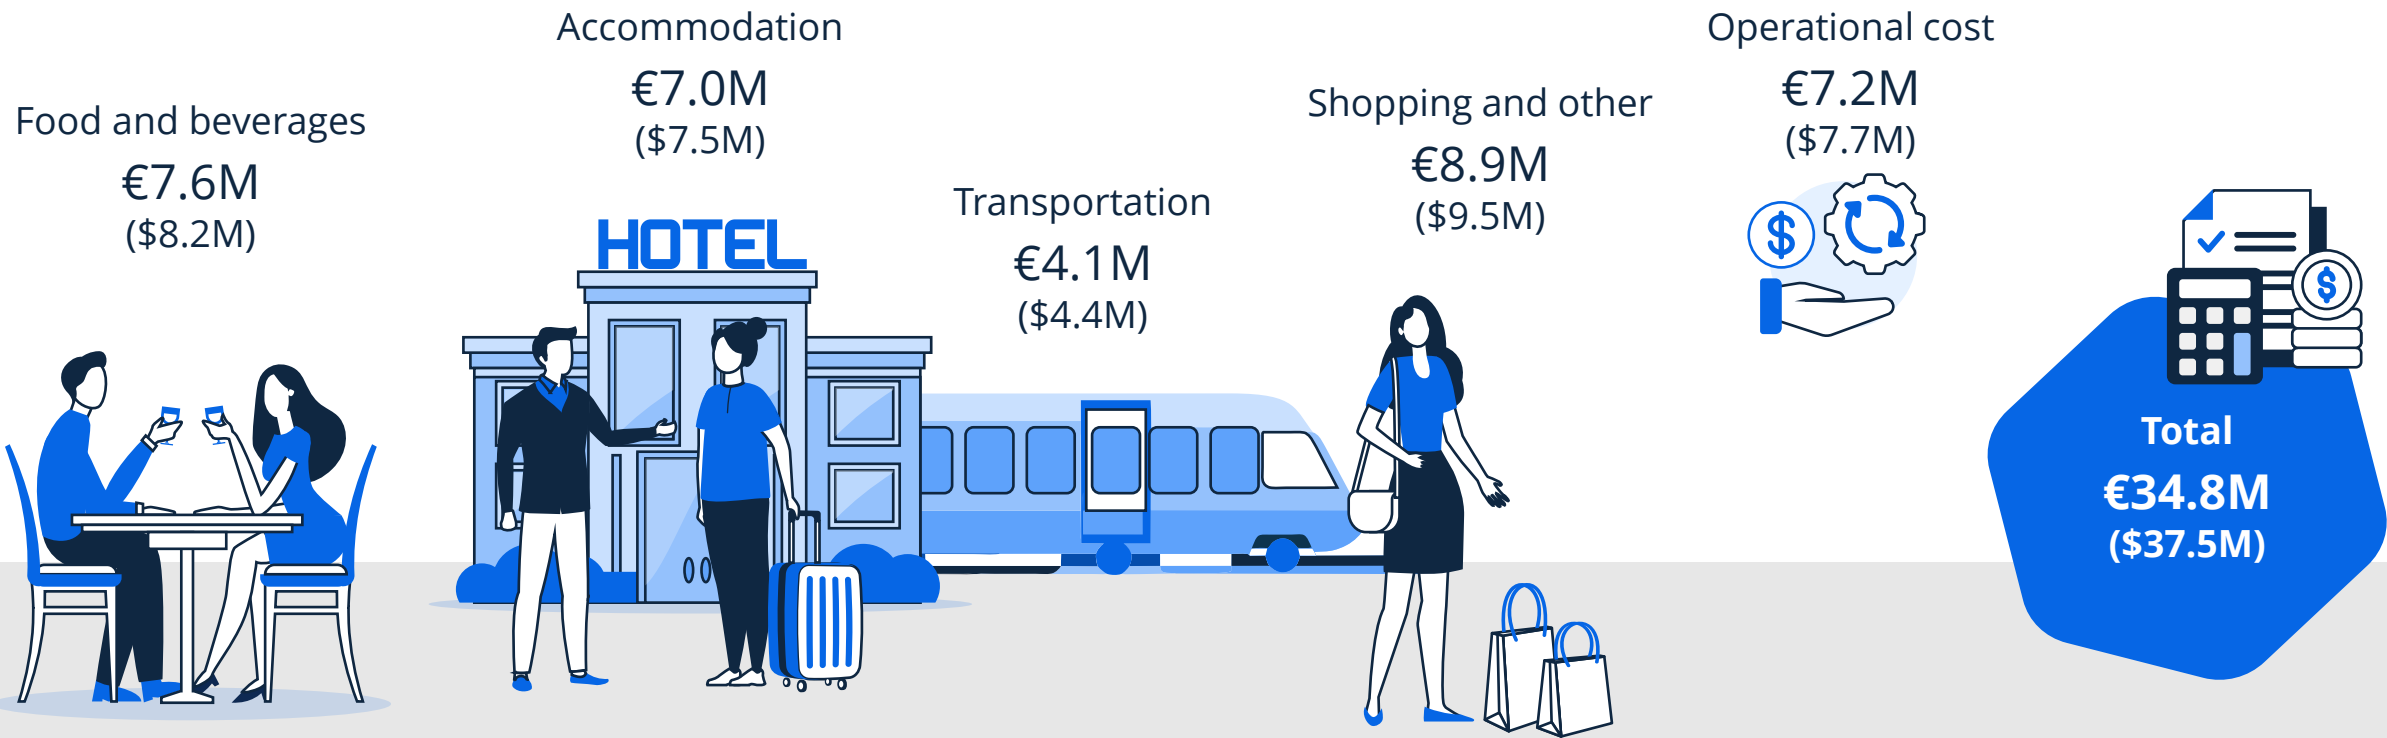 Food and beverages
€7.6M
($8.2M)
Accommodation
€7.0M
($7.5M)
HOTEL
Transportation
€4.1M
($4.4M)
Shopping and other
€8.9M
($9.5M)
Operational cost
€7.2M
($7.7M)
$
$
Total
€34.8M
($37.5M)